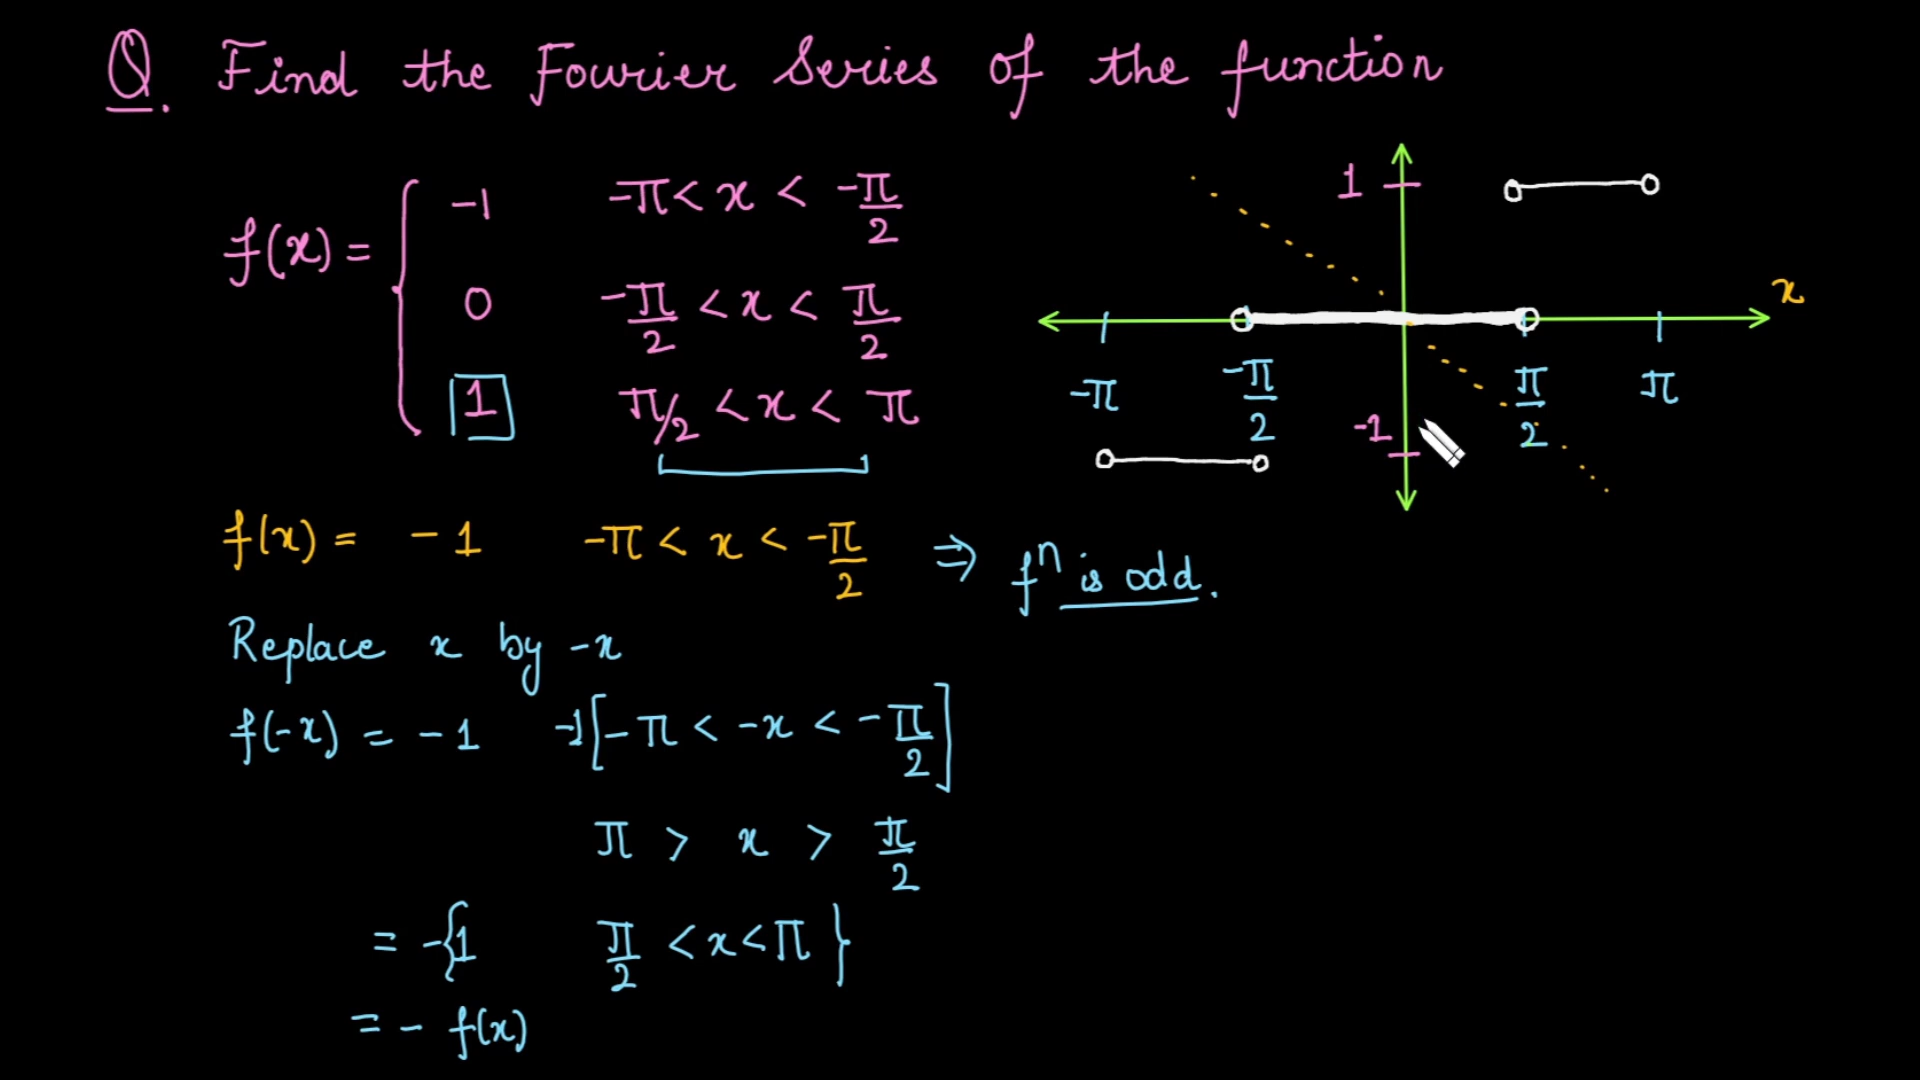 Q. Find the Fourier Series of the function
f(x) = { -1    -π < x < -π/2
0    -π/2 < x < π/2
1    π/2 < x < π
1
x
-π    -π/2    π/2    π
-1
f(x) = -1    -π < x < -π/2    ⇒ fⁿ is odd.
Replace x by -x
f(-x) = -1    -1[-π < -x < -π/2]
π > x > π/2
= -{1    π/2 < x < π}
= - f(x)